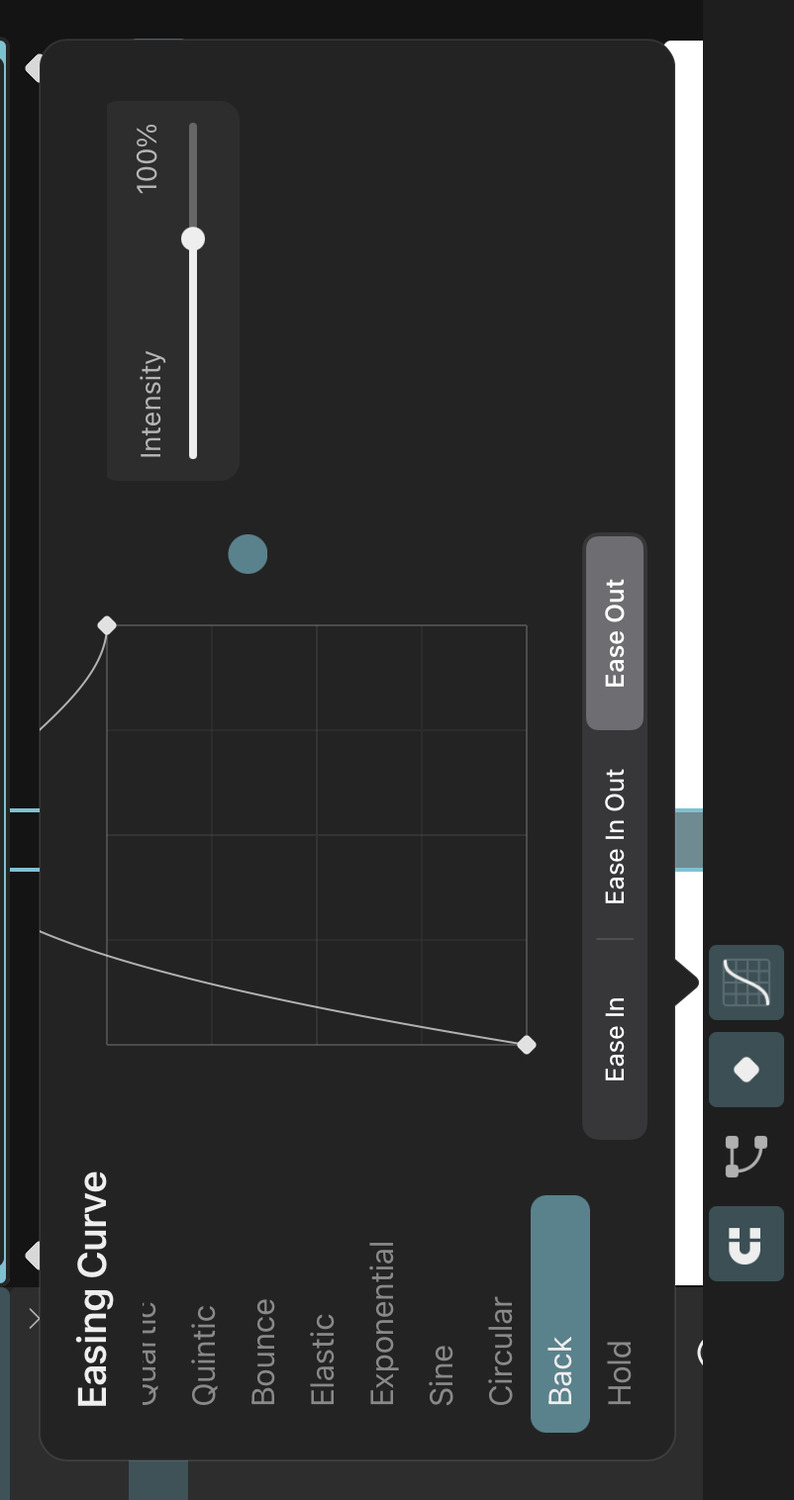 Easing Curve
Quartic
Quintic
Bounce
Elastic
Exponential
Sine
Circular
Back
Hold
Ease In
Ease In Out
Ease Out
Intensity
100%